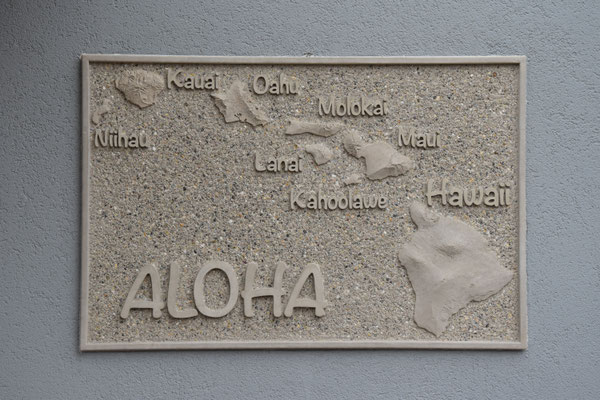 Kauai
Oahu
Niihau
Molokai
Maui
Lanai
Kahoolawe
Hawaii
ALOHA